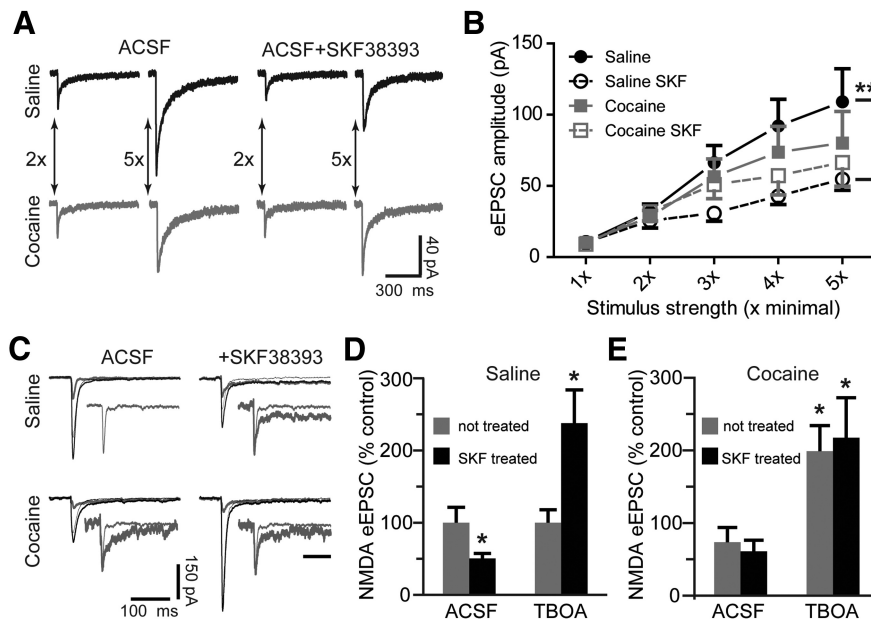 A
ACSF
ACSF+SKF38393
Saline
2x
5x
2x
5x
Cocaine
40 pA
300 ms
B
eEPSC amplitude (pA)
150
100
50
0
Saline
Saline SKF
Cocaine
Cocaine SKF
**
1x
2x
3x
4x
5x
Stimulus strength (x minimal)
C
ACSF
+SKF38393
Saline
Cocaine
150 pA
100 ms
D
NMDA eEPSC (% control)
300
200
100
0
Saline
not treated
SKF treated
*
*
ACSF
TBOA
E
NMDA eEPSC (% control)
300
200
100
0
Cocaine
not treated
SKF treated
*
*
ACSF
TBOA